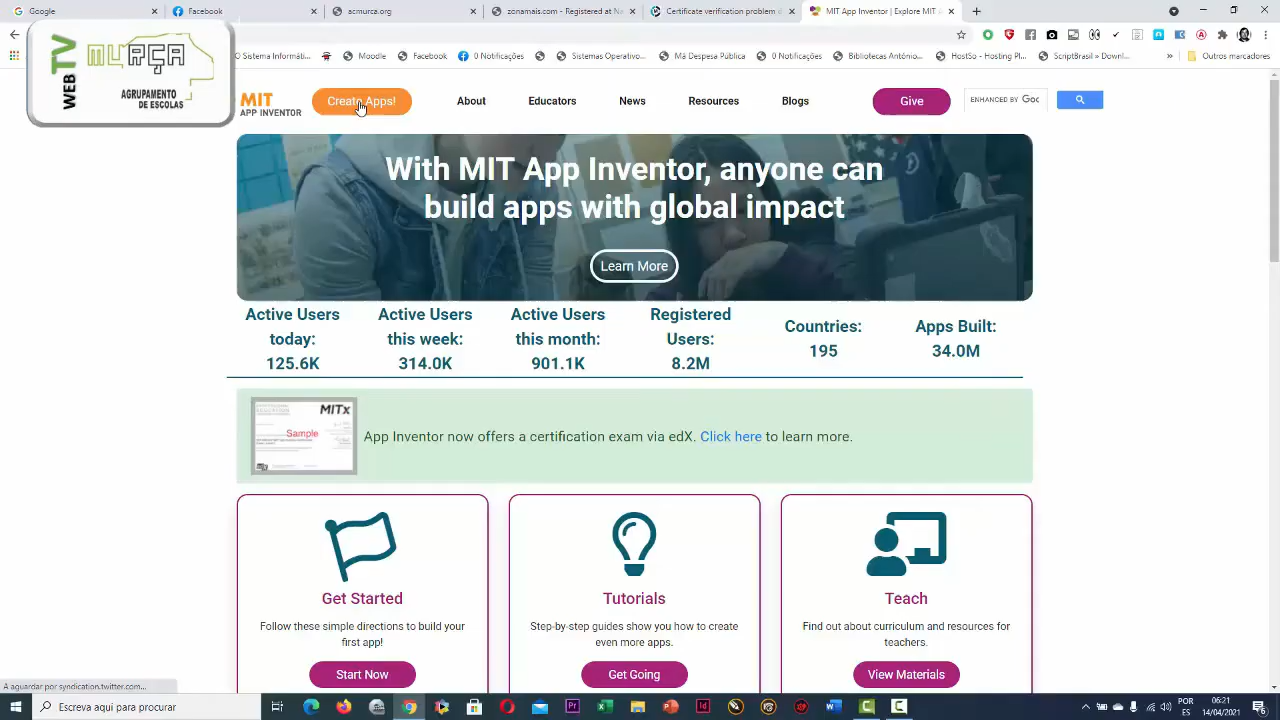 Google
Facebook
acmurca.org
zonamais.com - Registered at Na
Certificate verification problem d
MIT App Inventor | Explore MIT A
Sistema Informátic
Moodle
Facebook
0 Notificações
Sistemas Operativo...
Má Despesa Pública
Bibliotecas António...
HostSo - Hosting Pl...
ScriptBlox » Downl...
Outros marcadores
WEB TV
MURÇA
AGRUPAMENTO
DE ESCOLAS
MIT
APP INVENTOR
Create Apps!
About
Educators
News
Resources
Blogs
Give
ENHANCED BY Goo
With MIT App Inventor, anyone can
build apps with global impact
Learn More
Active Users
today:
125.6K
Active Users
this week:
314.0K
Active Users
this month:
901.1K
Registered
Users:
8.2M
Countries:
195
Apps Built:
34.0M
MITx
Sample
App Inventor now offers a certification exam via edX. Click here to learn more.
Get Started
Follow these simple directions to build your
first app!
Start Now
Tutorials
Step-by-step guides show you how to create
even more apps.
Get Going
Teach
Find out about curriculum and resources for
teachers.
View Materials
A aguardar por syndication.twitter.com...
Escreva aqui para procurar
POR
ES
06:21
14/04/2021